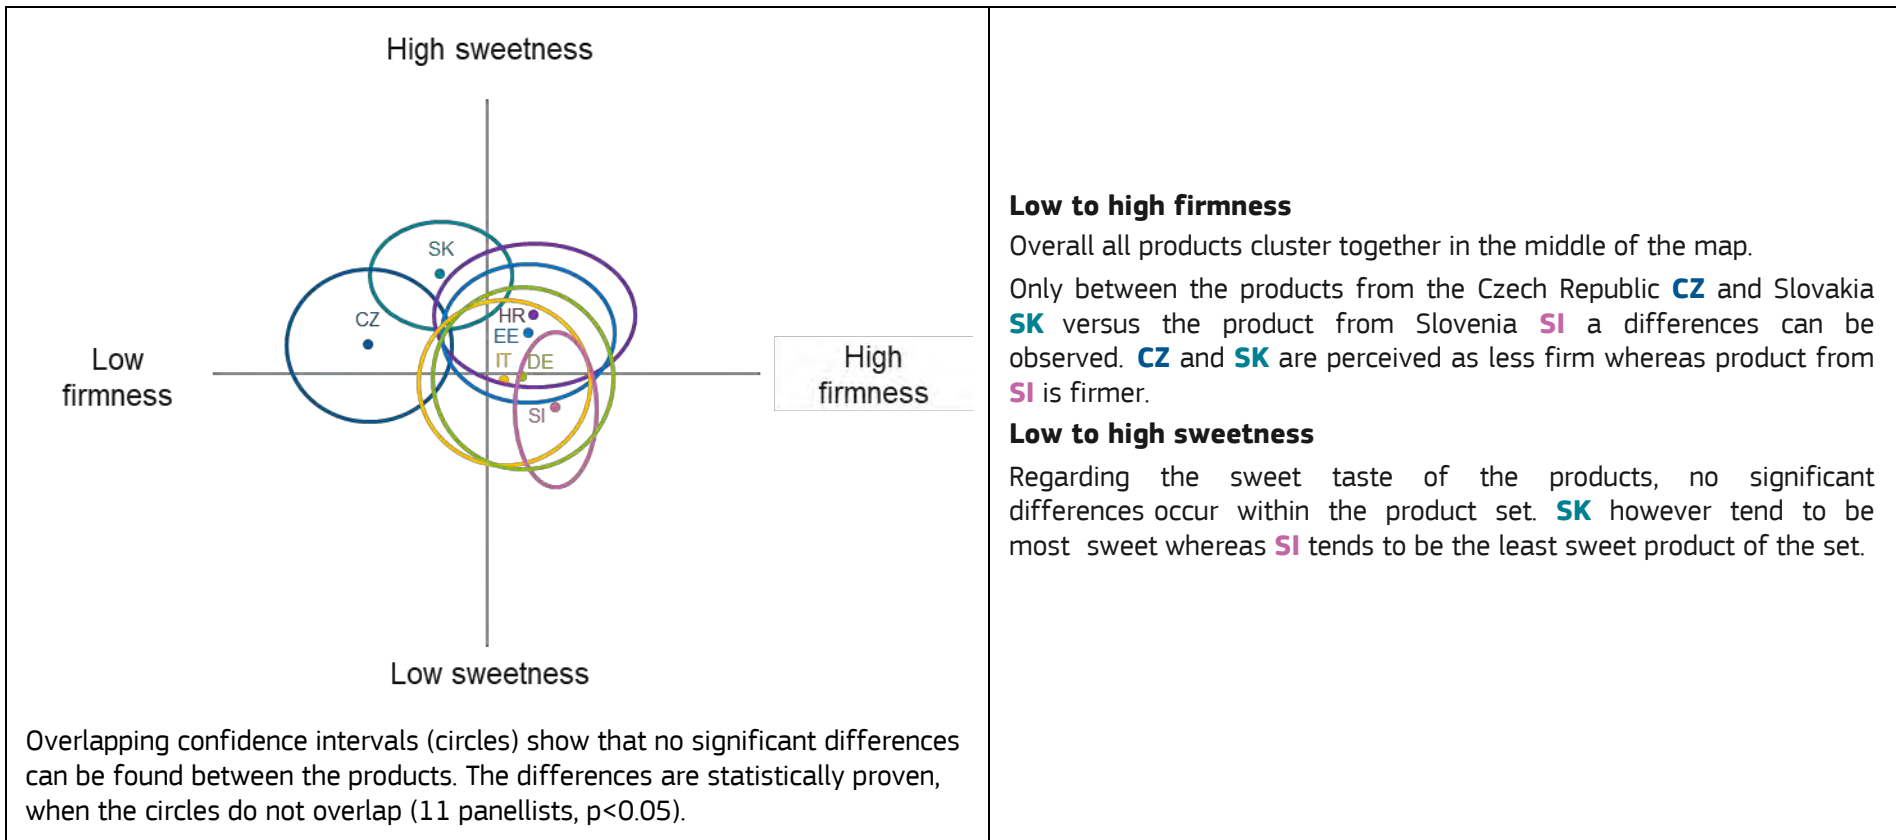 High sweetness
SK
CZ
HR
EE
IT DE
SI
Low
firmness
High
firmness
Low sweetness
Overlapping confidence intervals (circles) show that no significant differences
can be found between the products. The differences are statistically proven,
when the circles do not overlap (11 panellists, p<0.05).
Low to high firmness
Overall all products cluster together in the middle of the map.
Only between the products from the Czech Republic CZ and Slovakia
SK versus the product from Slovenia SI a differences can be
observed. CZ and SK are perceived as less firm whereas product from
SI is firmer.
Low to high sweetness
Regarding the sweet taste of the products, no significant
differences occur within the product set. SK however tend to be
most sweet whereas SI tends to be the least sweet product of the set.